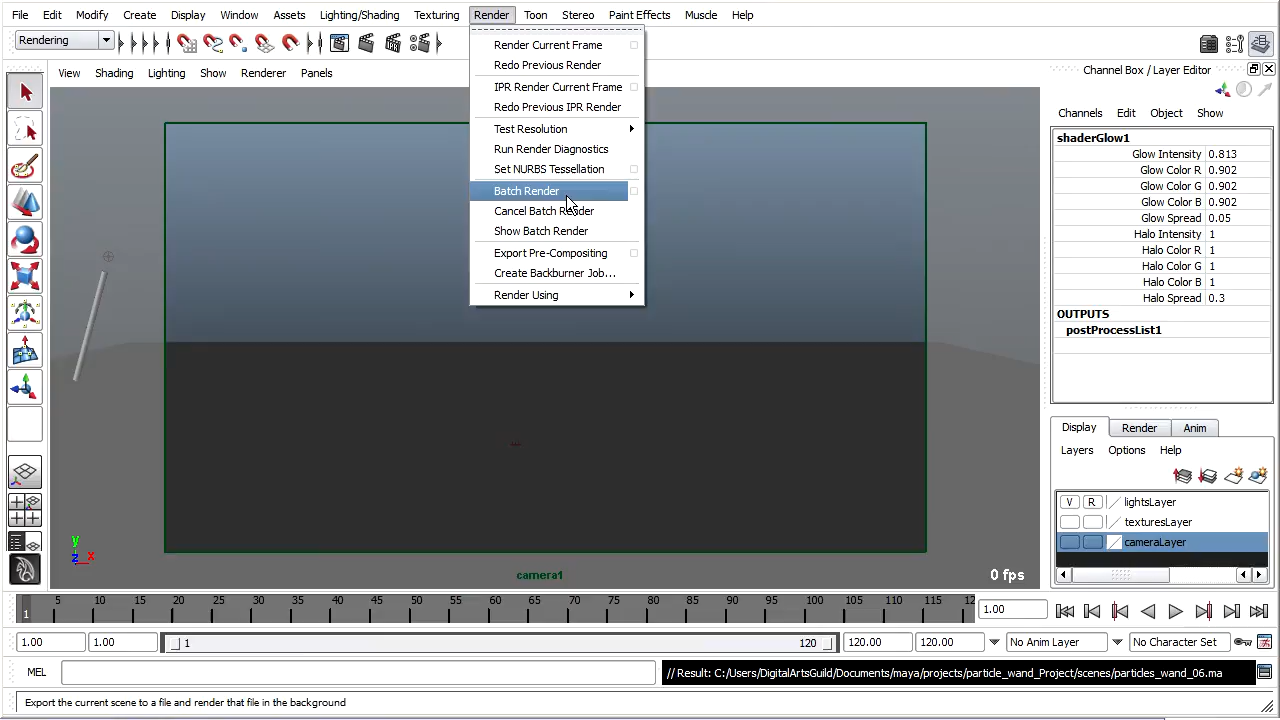 File Edit Modify Create Display Window Assets Lighting/Shading Texturing Render Toon Stereo Paint Effects Muscle Help
Rendering
Render Current Frame
Redo Previous Render
IPR Render Current Frame
Redo Previous IPR Render
Test Resolution
Run Render Diagnostics
Set NURBS Tessellation
Batch Render
Cancel Batch Render
Show Batch Render
Export Pre-Compositing
Create Backburner Job...
Render Using
View Shading Lighting Show Renderer Panels
y
z x
camera1
0 fps
Channel Box / Layer Editor
Channels Edit Object Show
shaderGlow1
Glow Intensity 0.813
Glow Color R 0.902
Glow Color G 0.902
Glow Color B 0.902
Glow Spread 0.05
Halo Intensity 1
Halo Color R 1
Halo Color G 1
Halo Color B 1
Halo Spread 0.3
OUTPUTS
postProcessList1
Display Render Anim
Layers Options Help
V R lightsLayer
texturesLayer
cameraLayer
5 10 15 20 25 30 35 40 45 50 55 60 65 70 75 80 85 90 95 100 105 110 115 12
1
1.00
1.00 1.00 1 120 120.00 120.00 No Anim Layer No Character Set
MEL // Result: C:/Users/DigitalArtsGuild/Documents/maya/projects/particle_wand_Project/scenes/particles_wand_06.ma
Export the current scene to a file and render that file in the background